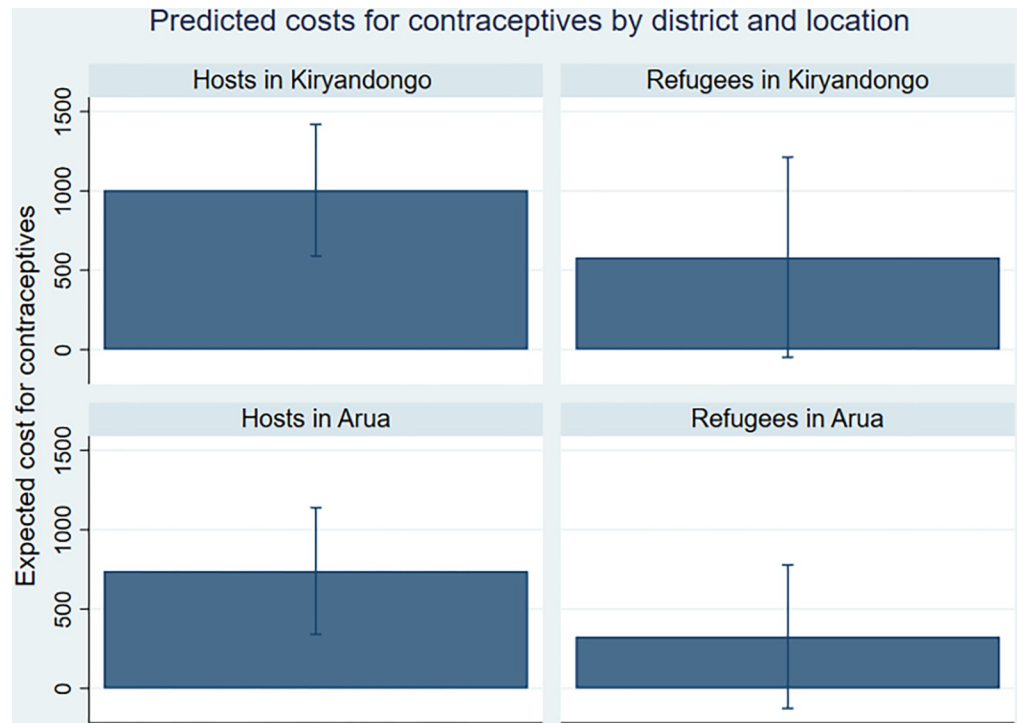 Predicted costs for contraceptives by district and location
Hosts in Kiryandongo
Refugees in Kiryandongo
1500
1000
500
0
Expected cost for contraceptives
Hosts in Arua
Refugees in Arua
1500
1000
500
0